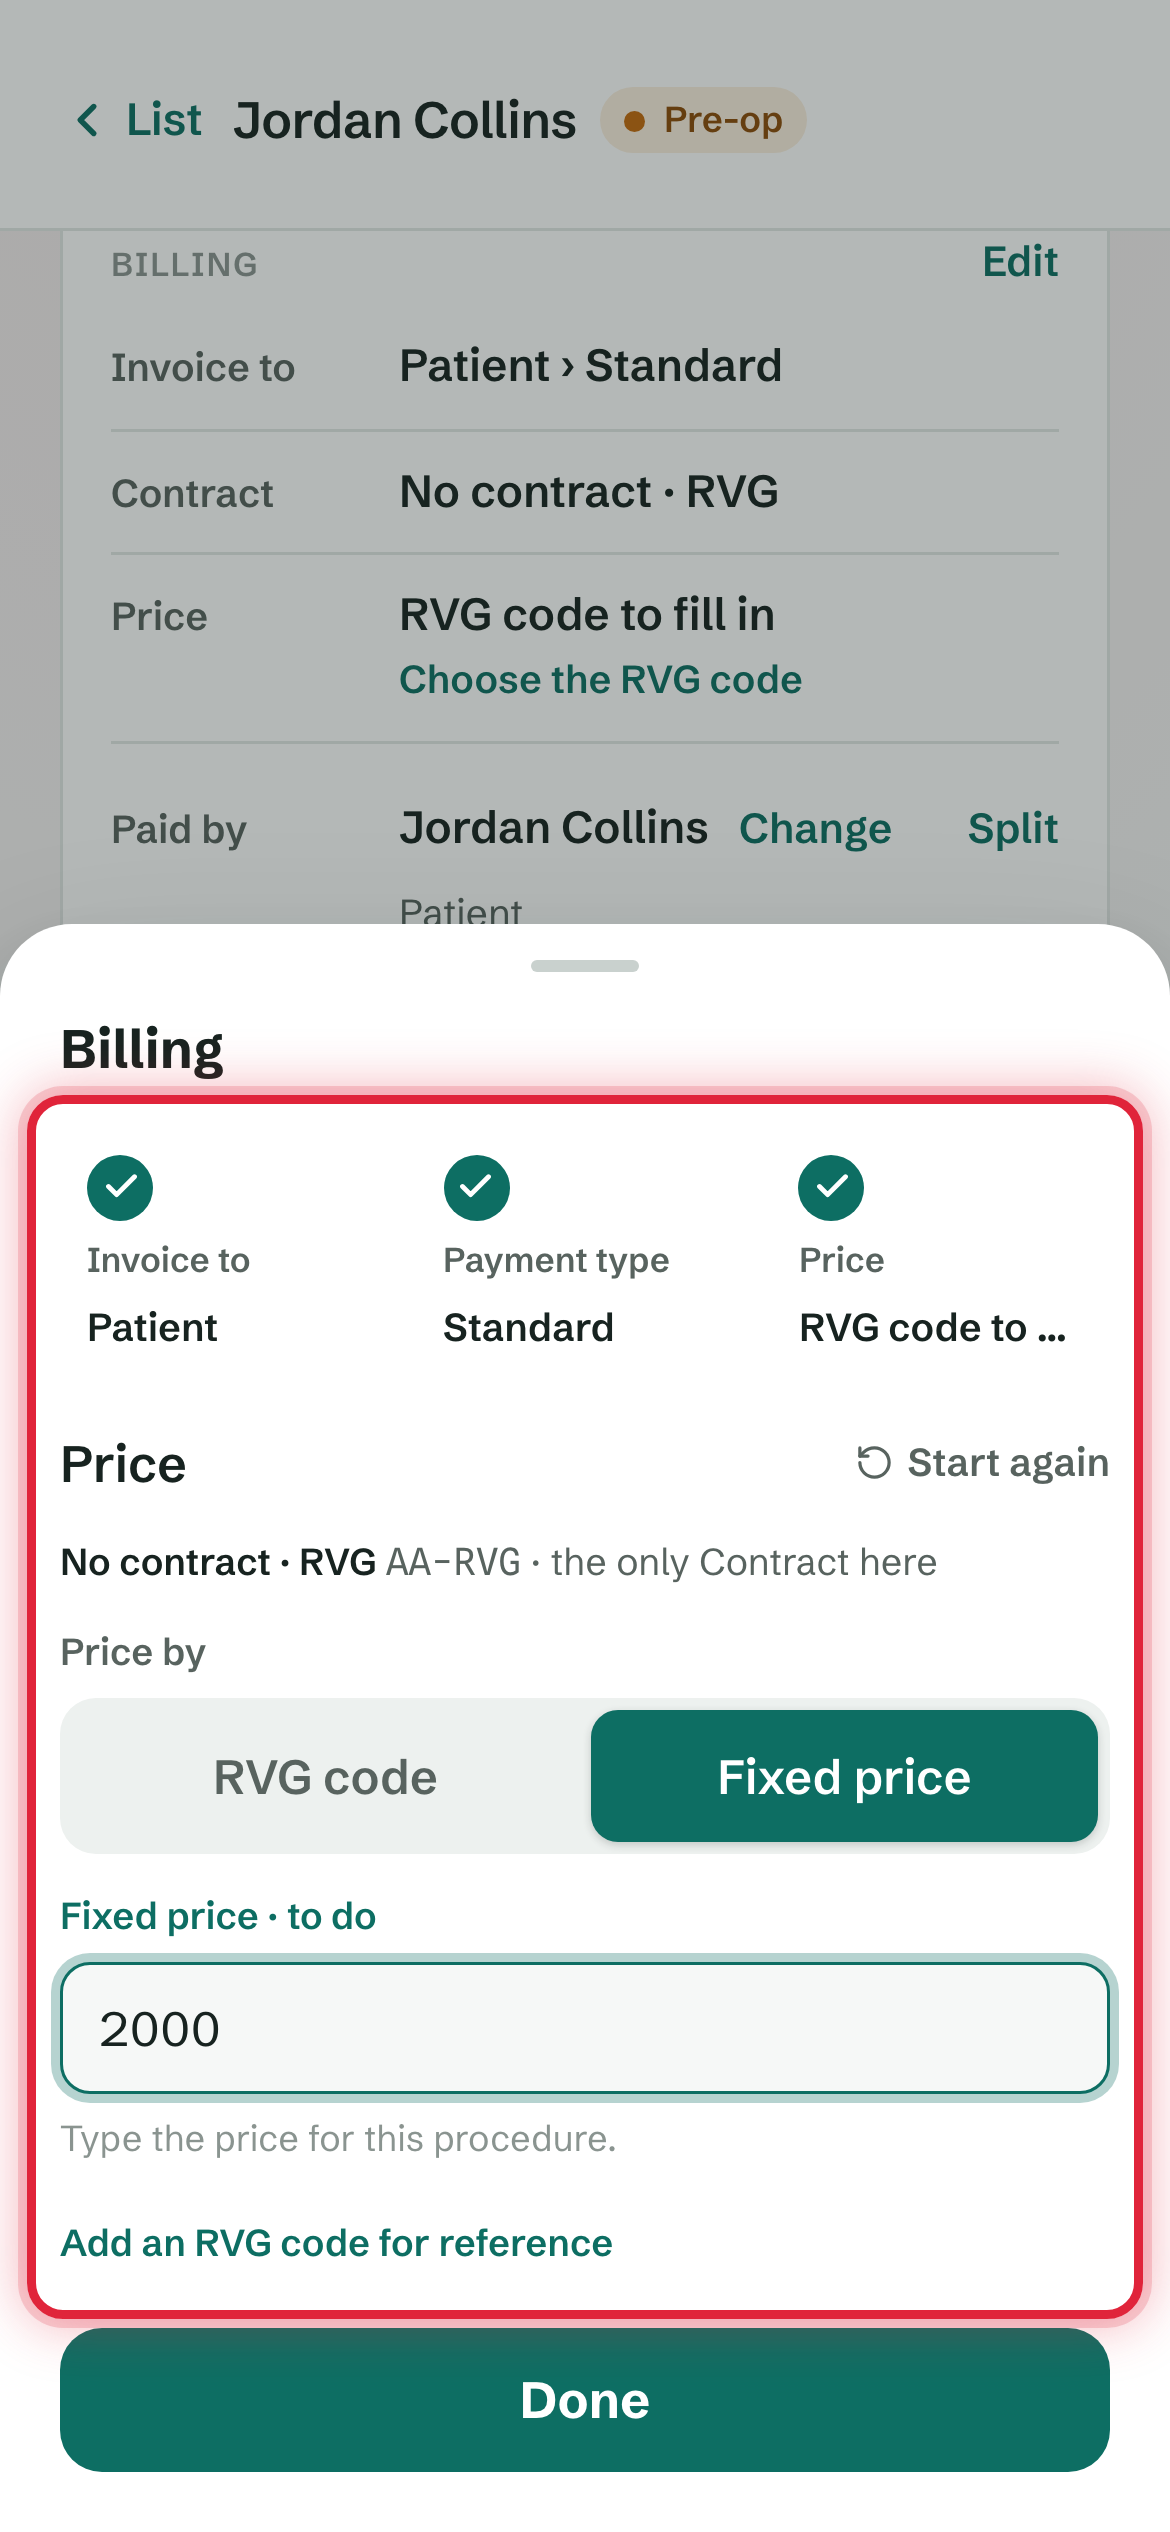 List Jordan Collins Pre-op
BILLING Edit
Invoice to Patient › Standard
Contract No contract · RVG
Price RVG code to fill in
Choose the RVG code
Paid by Jordan Collins Change Split
Patient
Billing
Invoice to Payment type Price
Patient Standard RVG code to ...
Price Start again
No contract · RVG AA-RVG · the only Contract here
Price by
RVG code Fixed price
Fixed price · to do
2000
Type the price for this procedure.
Add an RVG code for reference
Done